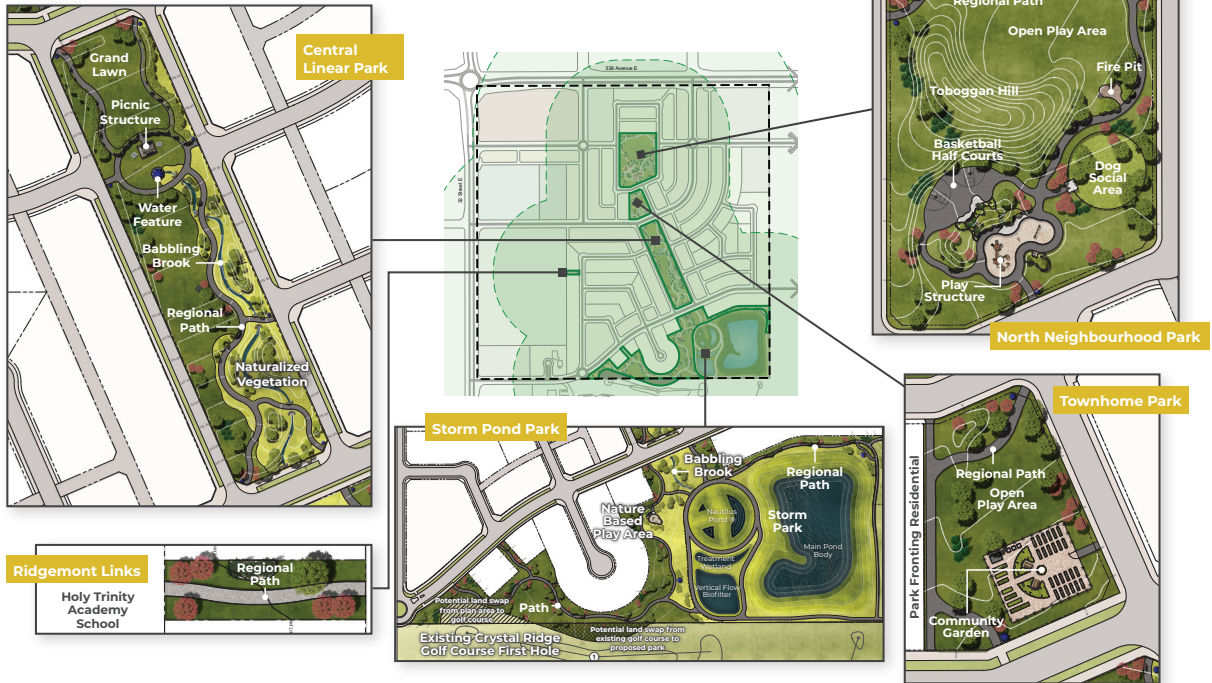 Central
Linear Park
Grand
Lawn
Picnic
Structure
Water
Feature
Babbling
Brook
Regional
Path
Naturalized
Vegetation
338 Avenue E
32 Street E
Regional Path
Open Play Area
Fire Pit
Toboggan Hill
Basketball
Half Courts
Dog
Social
Area
Play
Structure
North Neighbourhood Park
Townhome Park
Park Fronting Residential
Regional Path
Open
Play Area
Community
Garden
Storm Pond Park
Babbling
Brook
Regional
Path
Nature
Based
Play Area
Nautilus
Pond ®
Storm
Park
Main Pond
Body
Treatment
Wetland
Vertical Flow
Biofilter
Path
Potential land swap
from plan area to
golf course
Potential land swap from
existing golf course to
proposed park
Existing Crystal Ridge
Golf Course First Hole
1
Ridgemont Links
Regional
Path
Holy Trinity
Academy
School